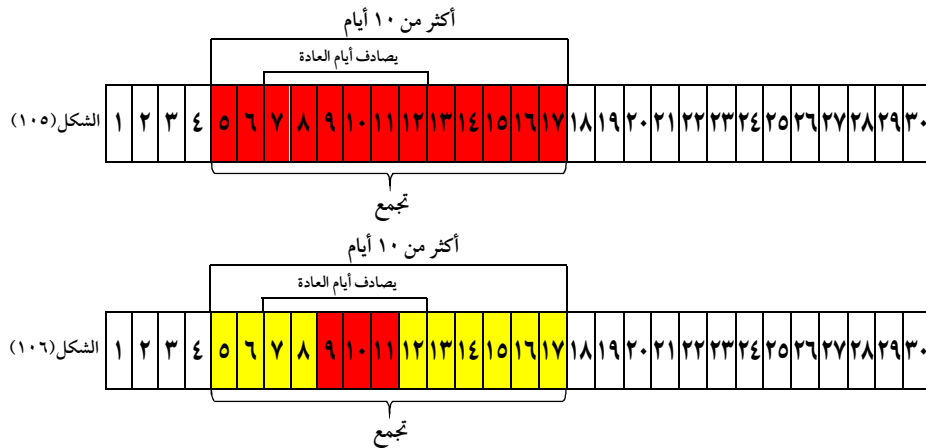 أكثر من ١٠ أيام
يصادف أيام العادة
الشكل(١٠٥) ١ ٢ ٣ ٤ ٥ ٦ ٧ ٨ ٩ ١٠ ١١ ١٢ ١٣ ١٤ ١٥ ١٦ ١٧ ١٨ ١٩ ٢٠ ٢١ ٢٢ ٢٣ ٢٤ ٢٥ ٢٦ ٢٧ ٢٨ ٢٩ ٣٠
تجمع
أكثر من ١٠ أيام
يصادف أيام العادة
الشكل(١٠٦) ١ ٢ ٣ ٤ ٥ ٦ ٧ ٨ ٩ ١٠ ١١ ١٢ ١٣ ١٤ ١٥ ١٦ ١٧ ١٨ ١٩ ٢٠ ٢١ ٢٢ ٢٣ ٢٤ ٢٥ ٢٦ ٢٧ ٢٨ ٢٩ ٣٠
تجمع